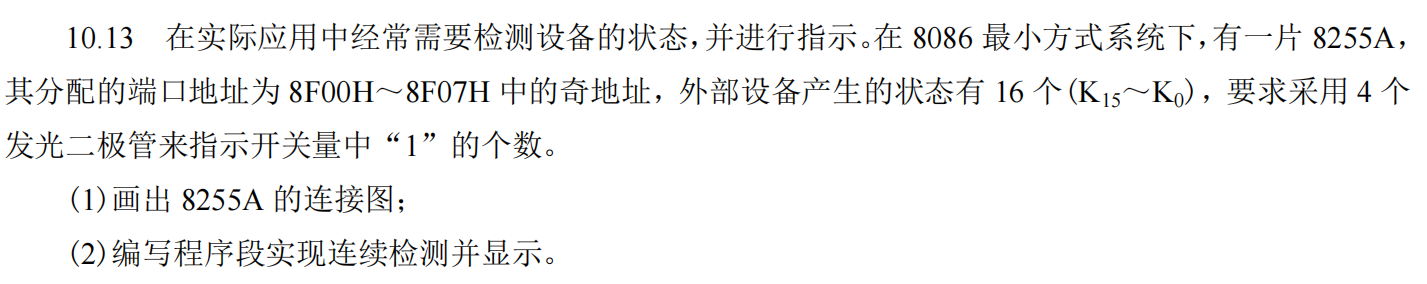 10.13 在实际应用中经常需要检测设备的状态,并进行指示。在 8086 最小方式系统下,有一片 8255A,
其分配的端口地址为 8F00H～8F07H 中的奇地址，外部设备产生的状态有 16 个(K₁₅～K₀)，要求采用 4 个
发光二极管来指示开关量中“1”的个数。
(1)画出 8255A 的连接图；
(2)编写程序段实现连续检测并显示。